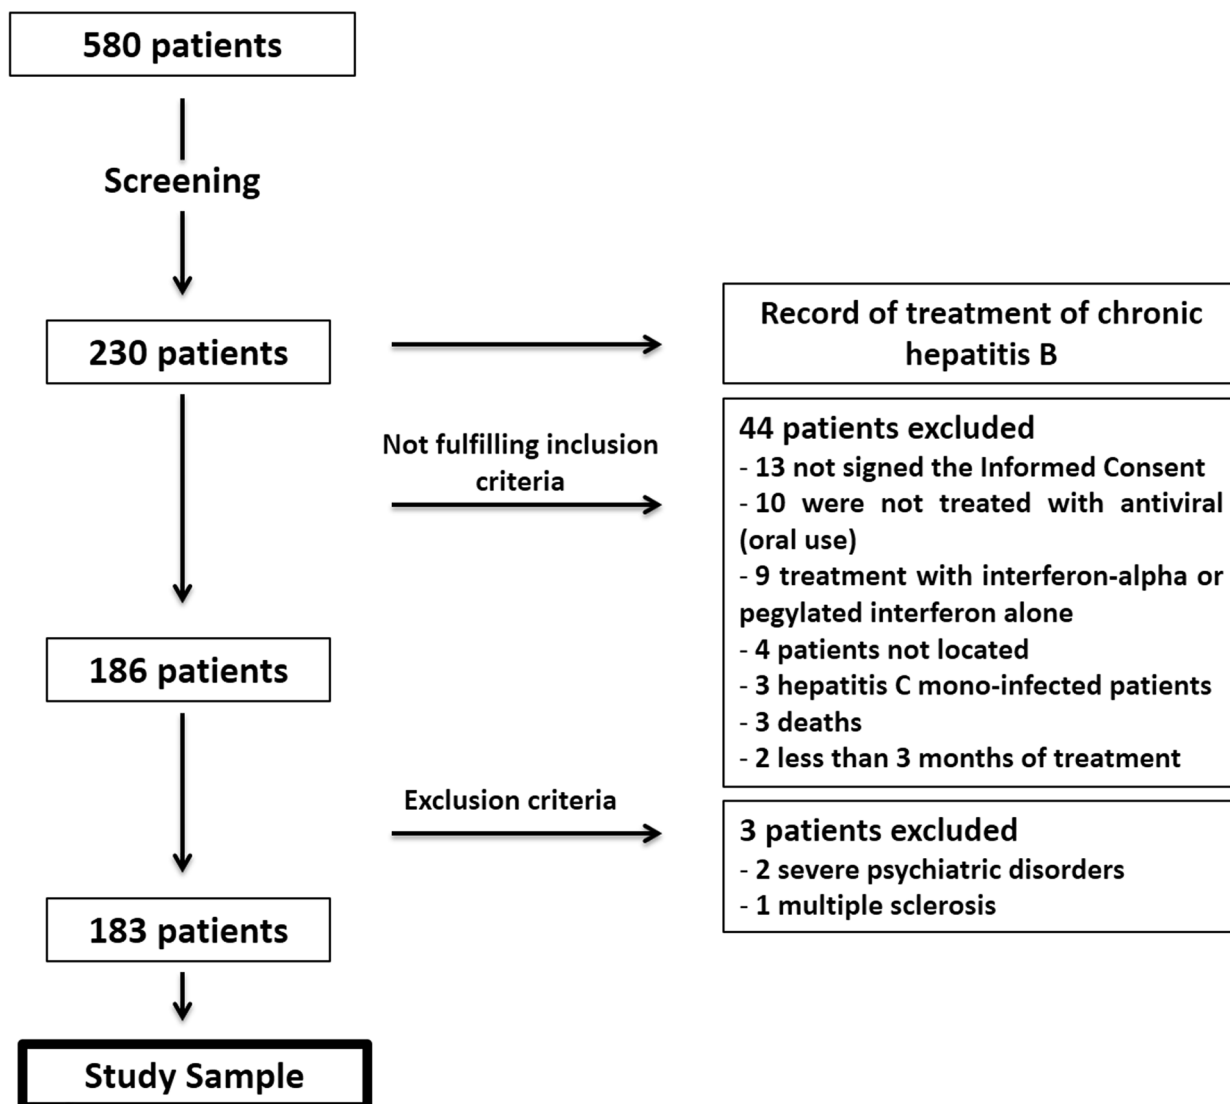 580 patients
Screening
230 patients
Record of treatment of chronic
hepatitis B
Not fulfilling inclusion
criteria
44 patients excluded
- 13 not signed the Informed Consent
- 10 were not treated with antiviral
(oral use)
- 9 treatment with interferon-alpha or
pegylated interferon alone
- 4 patients not located
- 3 hepatitis C mono-infected patients
- 3 deaths
- 2 less than 3 months of treatment
186 patients
Exclusion criteria
3 patients excluded
- 2 severe psychiatric disorders
- 1 multiple sclerosis
183 patients
Study Sample